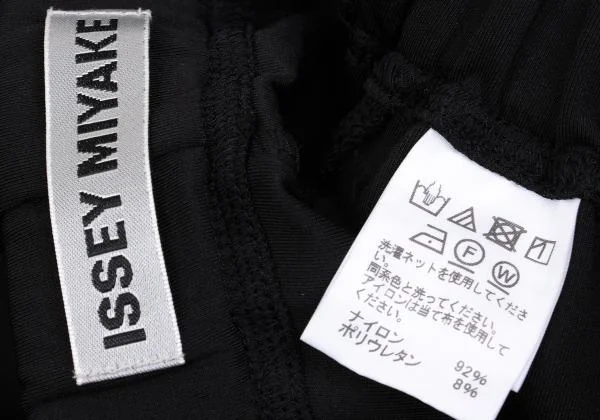 ISSEY MIYAKE
F W
洗濯ネットを使用してくださ
い。
同系色と洗ってください。
アイロンは当て布を使用して
ください。
ナイロン 92%
ポリウレタン 8%